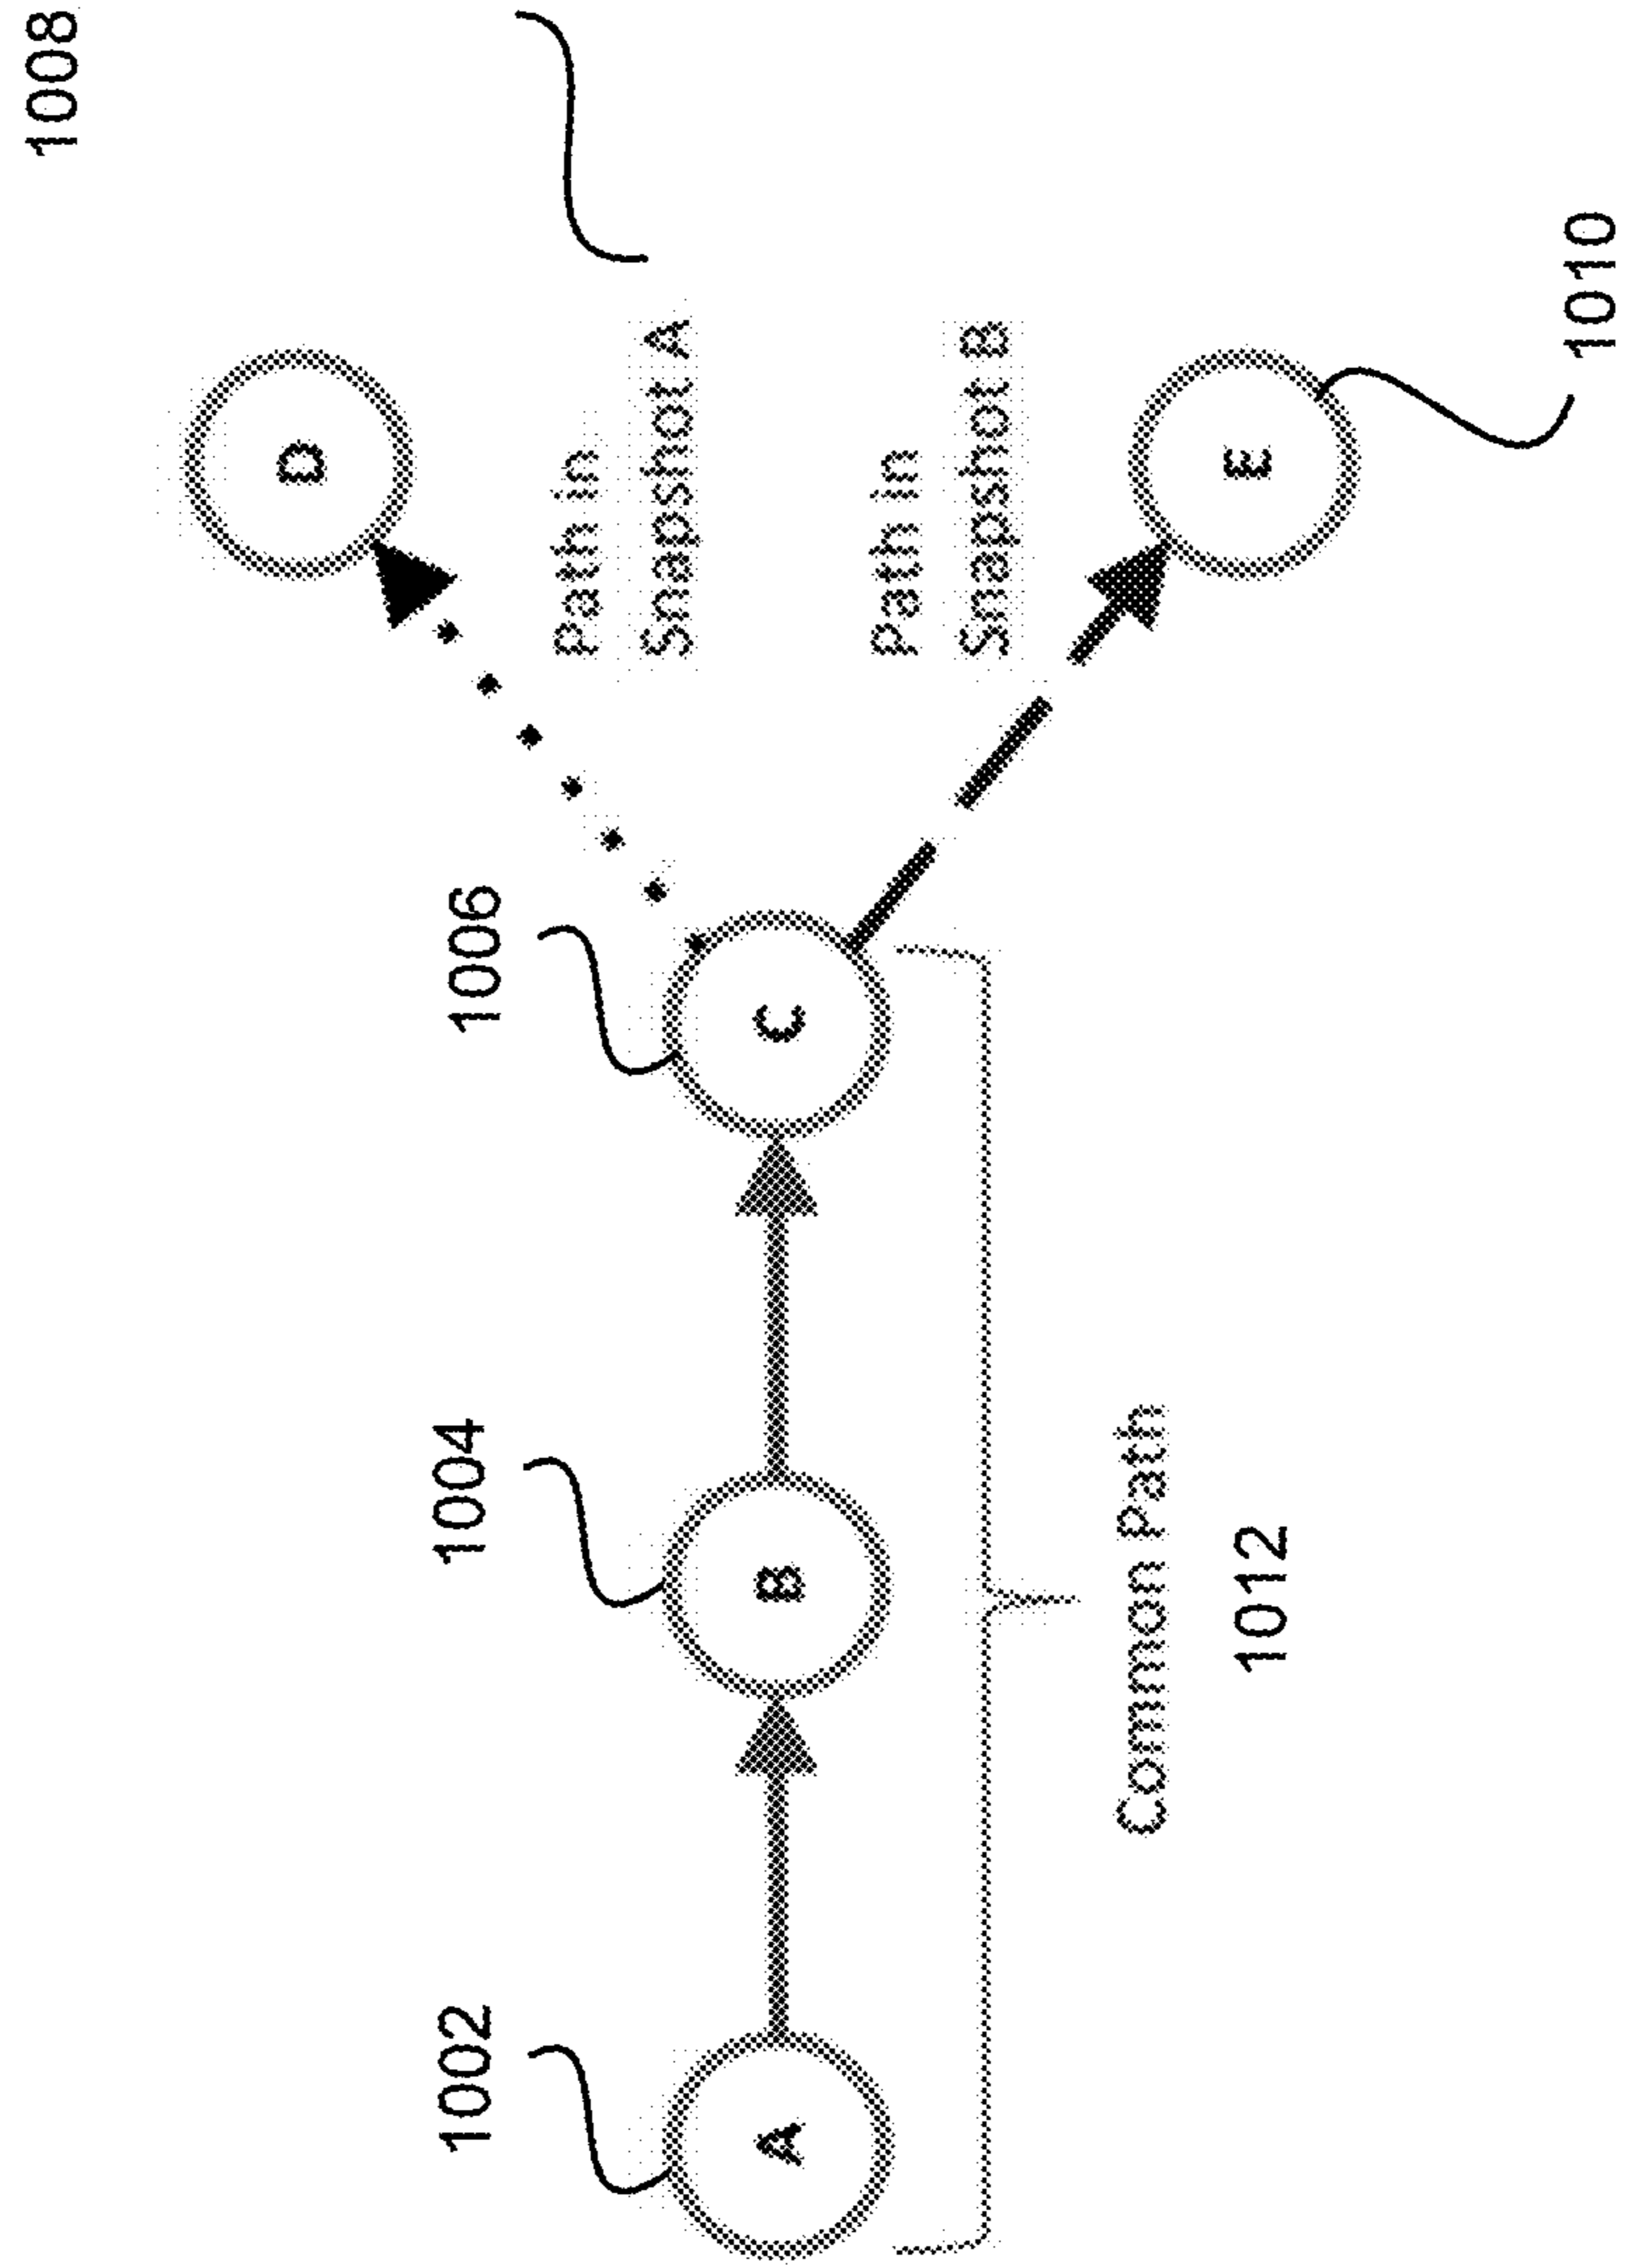 1008
D
Path in
Snapshot A
1006
1004
1002
A
B
C
Path in
Snapshot B
Common Path
1012
E
1010